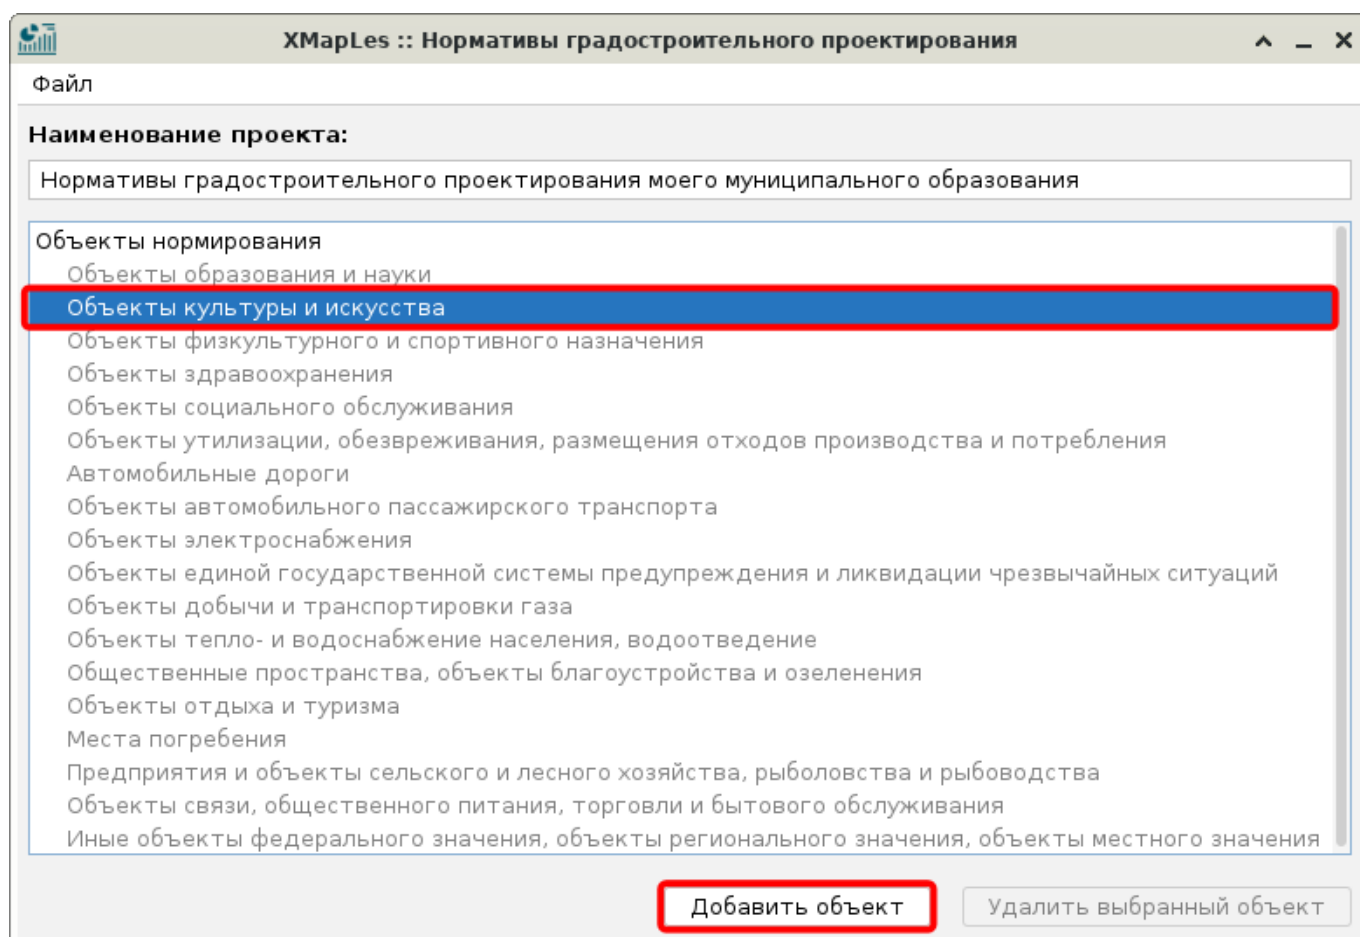 XMapLes :: Нормативы градостроительного проектирования
Файл
Наименование проекта:
Нормативы градостроительного проектирования моего муниципального образования
Объекты нормирования
Объекты образования и науки
Объекты культуры и искусства
Объекты физкультурного и спортивного назначения
Объекты здравоохранения
Объекты социального обслуживания
Объекты утилизации, обезвреживания, размещения отходов производства и потребления
Автомобильные дороги
Объекты автомобильного пассажирского транспорта
Объекты электроснабжения
Объекты единой государственной системы предупреждения и ликвидации чрезвычайных ситуаций
Объекты добычи и транспортировки газа
Объекты тепло- и водоснабжение населения, водоотведение
Общественные пространства, объекты благоустройства и озеленения
Объекты отдыха и туризма
Места погребения
Предприятия и объекты сельского и лесного хозяйства, рыболовства и рыбоводства
Объекты связи, общественного питания, торговли и бытового обслуживания
Иные объекты федерального значения, объекты регионального значения, объекты местного значения
Добавить объект Удалить выбранный объект